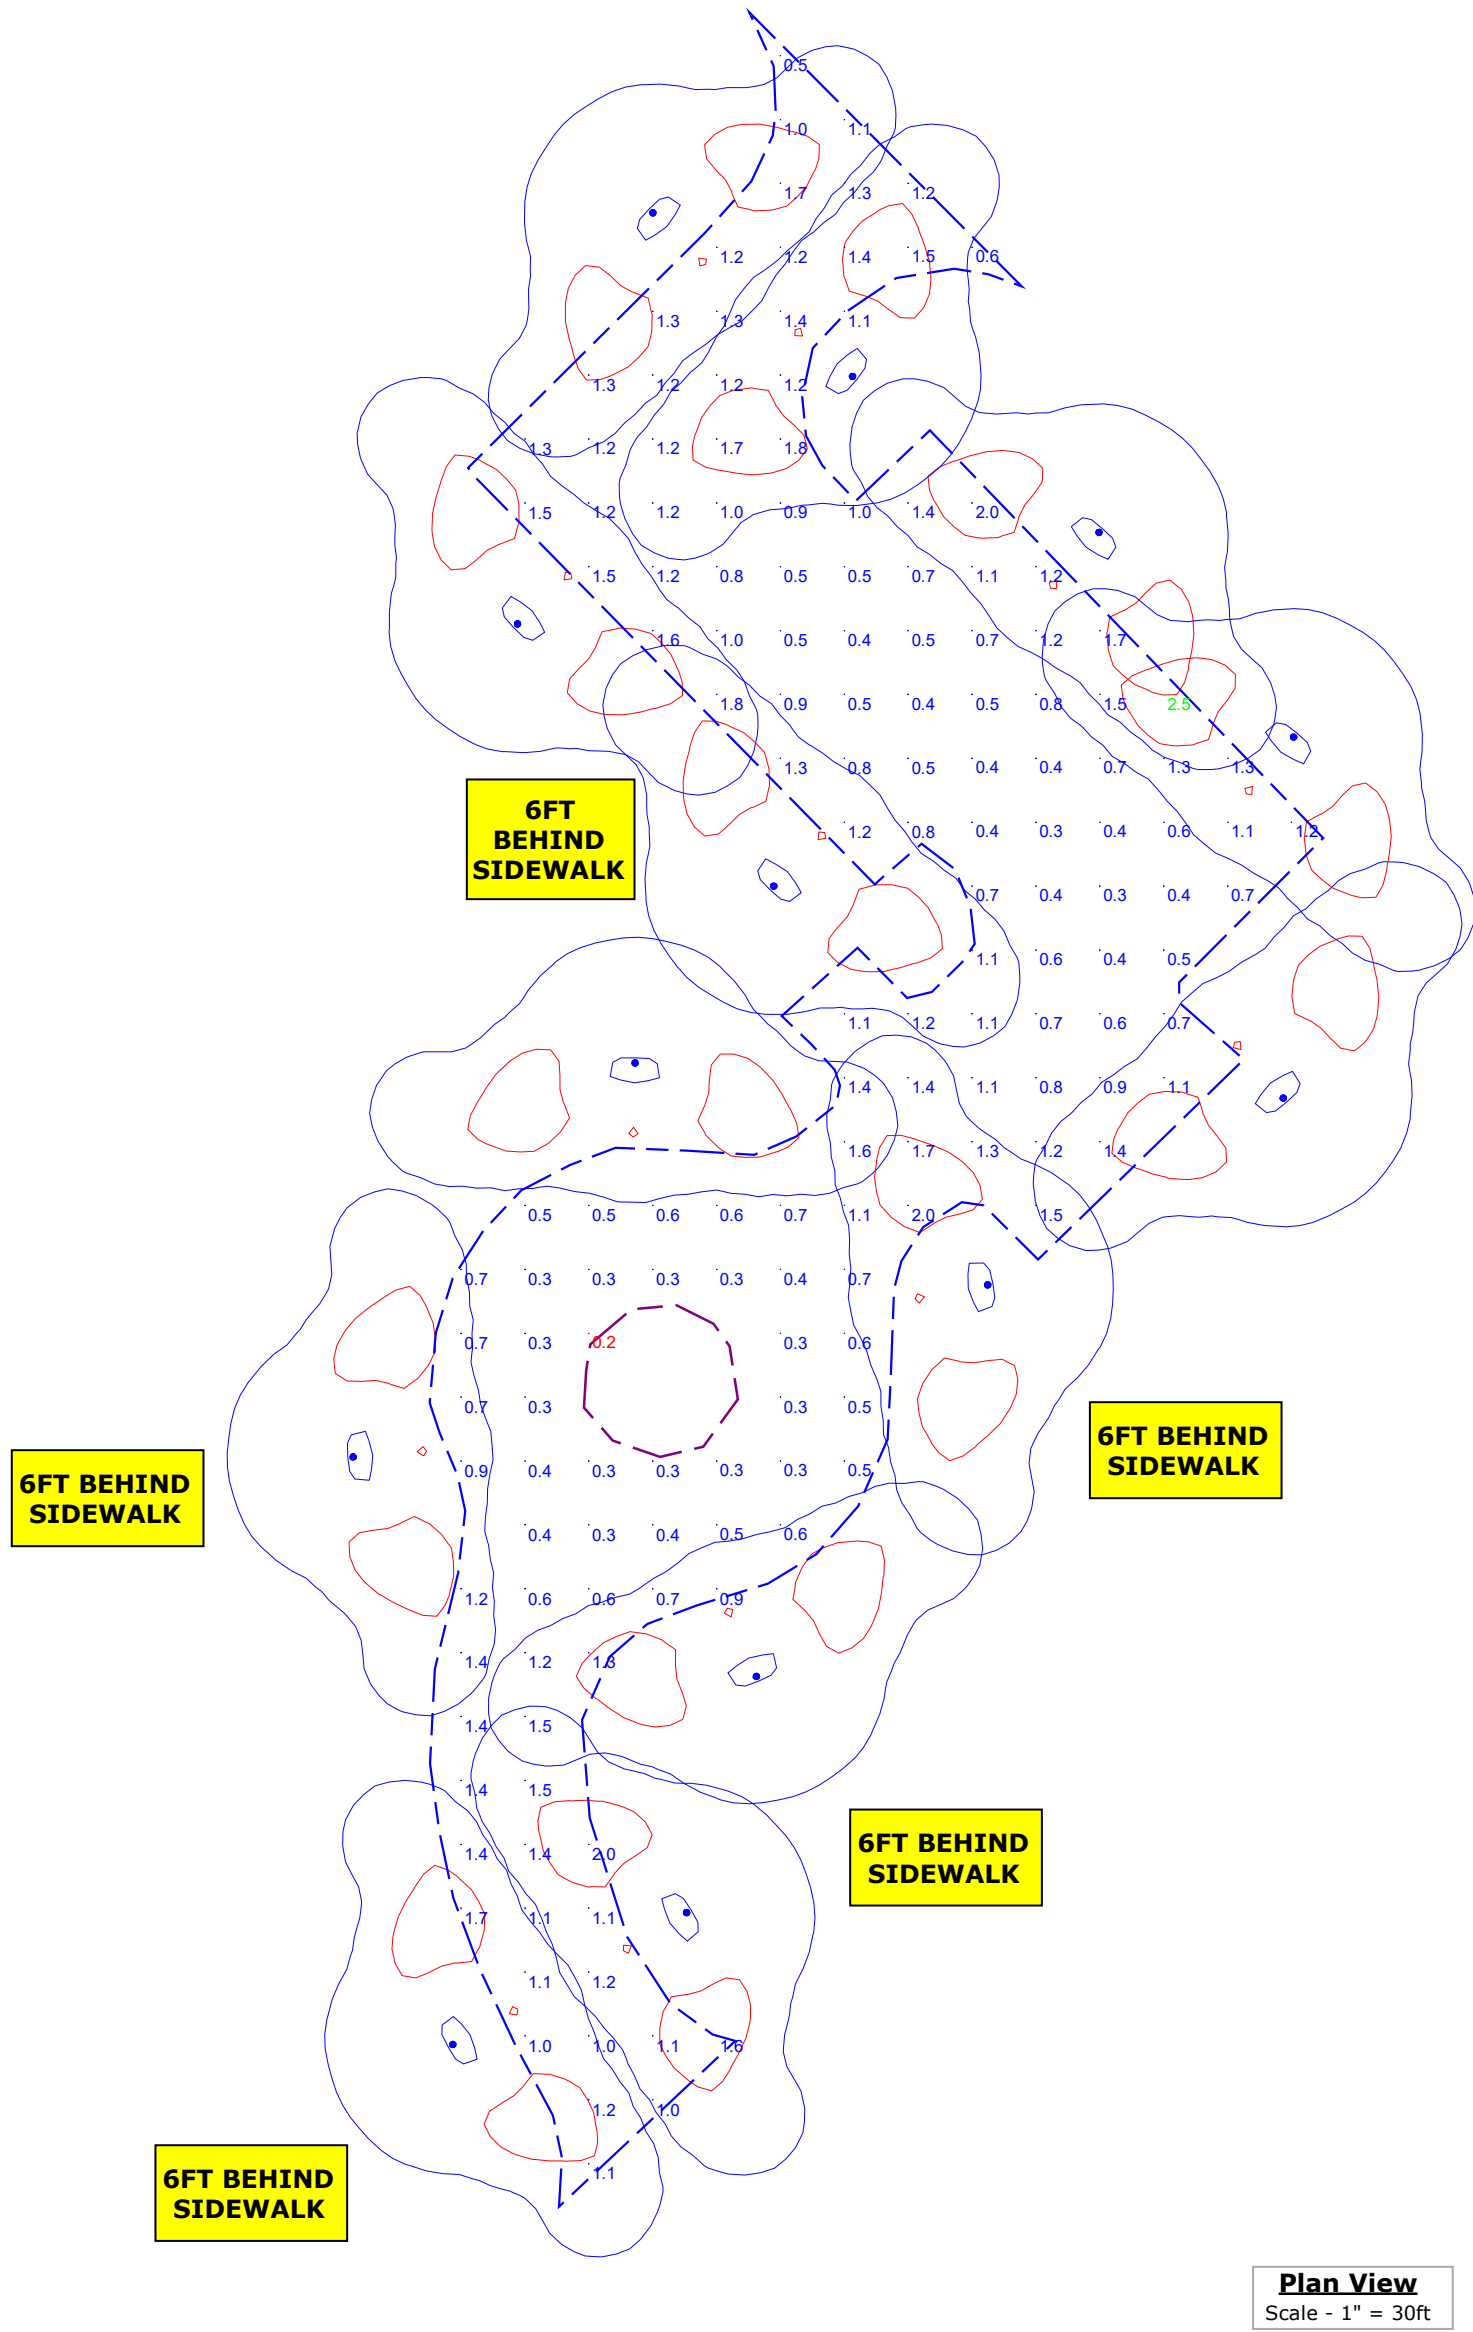 0.5
1.0 1.1
1.7 1.3 1.2
1.2 1.2 1.4 1.5 0.6
1.3 1.3 1.4 1.1
1.3 1.2 1.2 1.2
1.3 1.2 1.2 1.7 1.8
1.5 1.2 1.2 1.0 0.9 1.0 1.4 2.0
1.5 1.2 0.8 0.5 0.5 0.7 1.1 1.2
1.6 1.0 0.5 0.4 0.5 0.7 1.2 1.7
1.8 0.9 0.5 0.4 0.5 0.8 1.5 2.5
1.3 0.8 0.5 0.4 0.4 0.7 1.3 1.3
6FT
BEHIND
SIDEWALK
1.2 0.8 0.4 0.3 0.4 0.6 1.1 1.2
0.7 0.4 0.3 0.4 0.7
1.1 0.6 0.4 0.5
1.1 1.2 1.1 0.7 0.6 0.7
1.4 1.4 1.1 0.8 0.9 1.1
1.6 1.7 1.3 1.2 1.4
0.5 0.5 0.6 0.6 0.7 1.1 2.0 1.5
0.7 0.3 0.3 0.3 0.3 0.4 0.7
0.7 0.3 0.2 0.3 0.6
0.7 0.3 0.3 0.5
6FT BEHIND
SIDEWALK
0.9 0.4 0.3 0.3 0.3 0.3 0.5
6FT BEHIND
SIDEWALK
0.4 0.3 0.4 0.5 0.6
1.2 0.6 0.6 0.7 0.9
1.4 1.2 1.3
1.4 1.5
1.4 1.5
1.4 1.4 2.0
6FT BEHIND
SIDEWALK
1.7 1.1 1.1
1.1 1.2
1.0 1.0 1.1 1.6
1.2 1.0
1.1
6FT BEHIND
SIDEWALK
Plan View
Scale - 1" = 30ft